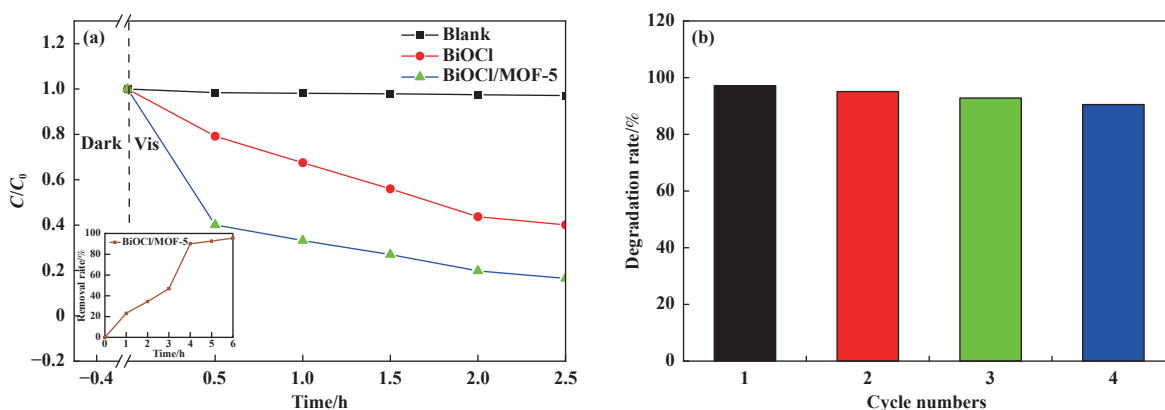 (a)
Blank
BiOCl
BiOCl/MOF-5
Dark
Vis
C/C0
1.2
1.0
0.8
0.6
0.4
0.2
0
−0.2
−0.4
0.5
1.0
1.5
2.0
2.5
Time/h
BiOCl/MOF-5
Removal rate/%
100
80
60
40
20
0
0
1
2
3
4
5
6
Time/h
(b)
Degradation rate/%
120
100
80
60
40
20
0
1
2
3
4
Cycle numbers